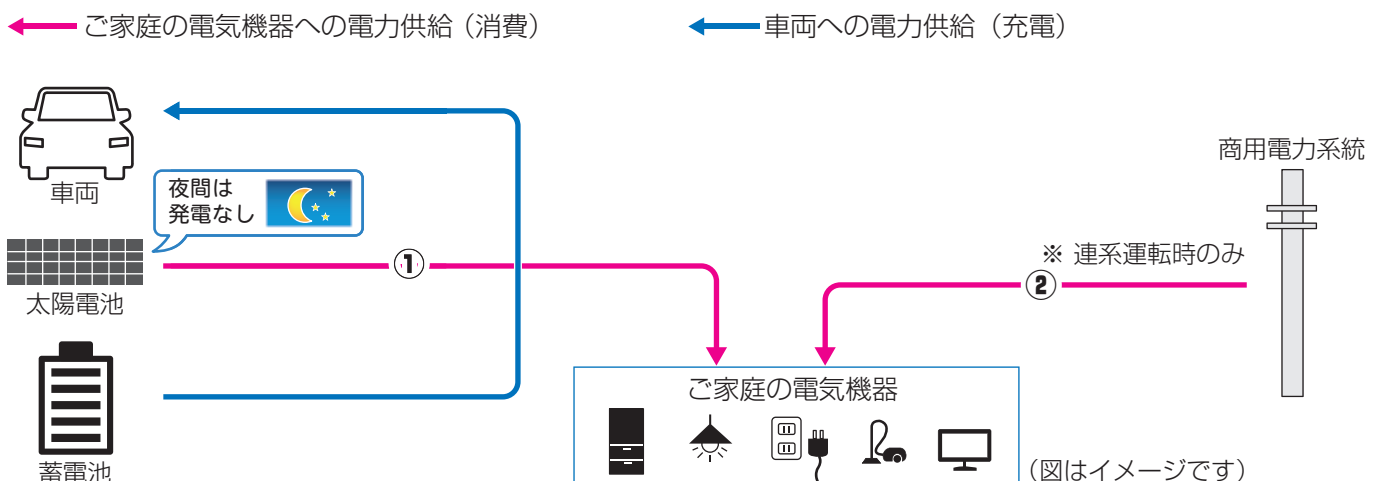 ご家庭の電気機器への電力供給（消費）
車両への電力供給（充電）
車両
夜間は
発電なし
商用電力系統
①
※ 連系運転時のみ
②
太陽電池
ご家庭の電気機器
蓄電池
（図はイメージです）